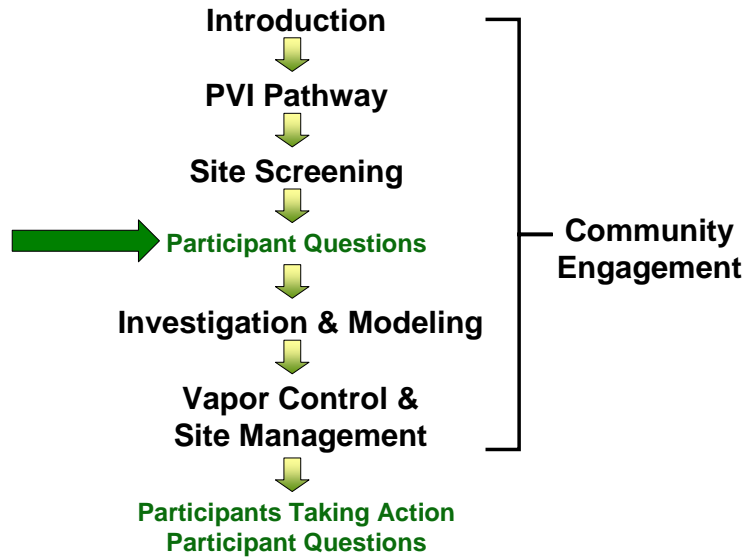 Introduction
PVI Pathway
Site Screening
Participant Questions
Investigation & Modeling
Vapor Control &
Site Management
Participants Taking Action
Participant Questions
Community
Engagement